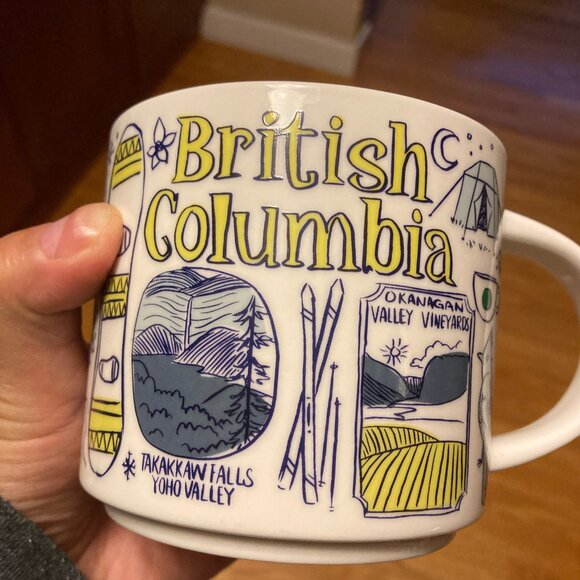 British
Columbia
OKANAGAN
VALLEY VINEYARDS
TAKAKKAW FALLS
YOHO VALLEY